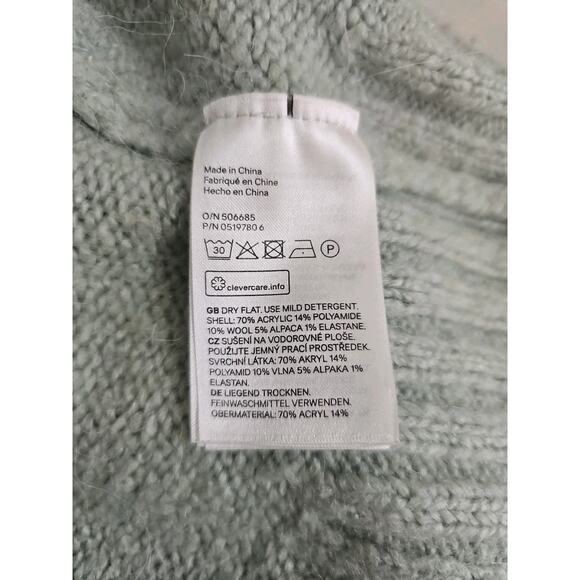 Made in China
Fabriqué en Chine
Hecho en China
O/N 506685
P/N 0519780 6
30 P
clevercare.info
GB DRY FLAT. USE MILD DETERGENT.
SHELL: 70% ACRYLIC 14% POLYAMIDE
10% WOOL 5% ALPACA 1% ELASTANE.
CZ SUŠENÍ NA VODOROVNÉ PLOŠE.
POUŽIJTE JEMNÝ PRACÍ PROSTŘEDEK.
SVRCHNÍ LÁTKA: 70% AKRYL 14%
POLYAMID 10% VLNA 5% ALPAKA 1%
ELASTAN.
DE LIEGEND TROCKNEN.
FEINWASCHMITTEL VERWENDEN.
OBERMATERIAL: 70% ACRYL 14%